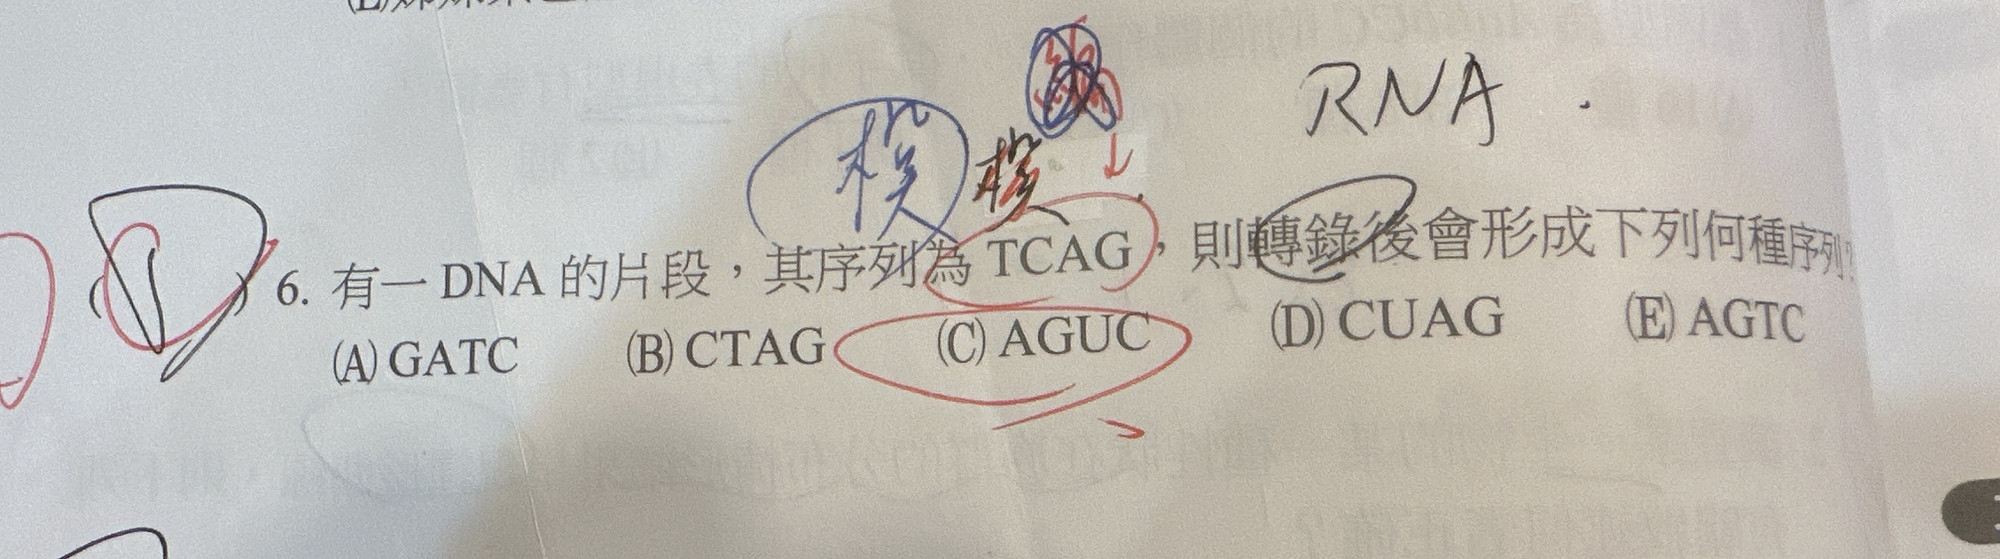 RNA
模 模
6. 有一 DNA 的片段，其序列為 TCAG，則轉錄後會形成下列何種序列？
(A) GATC (B) CTAG (C) AGUC (D) CUAG (E) AGTC